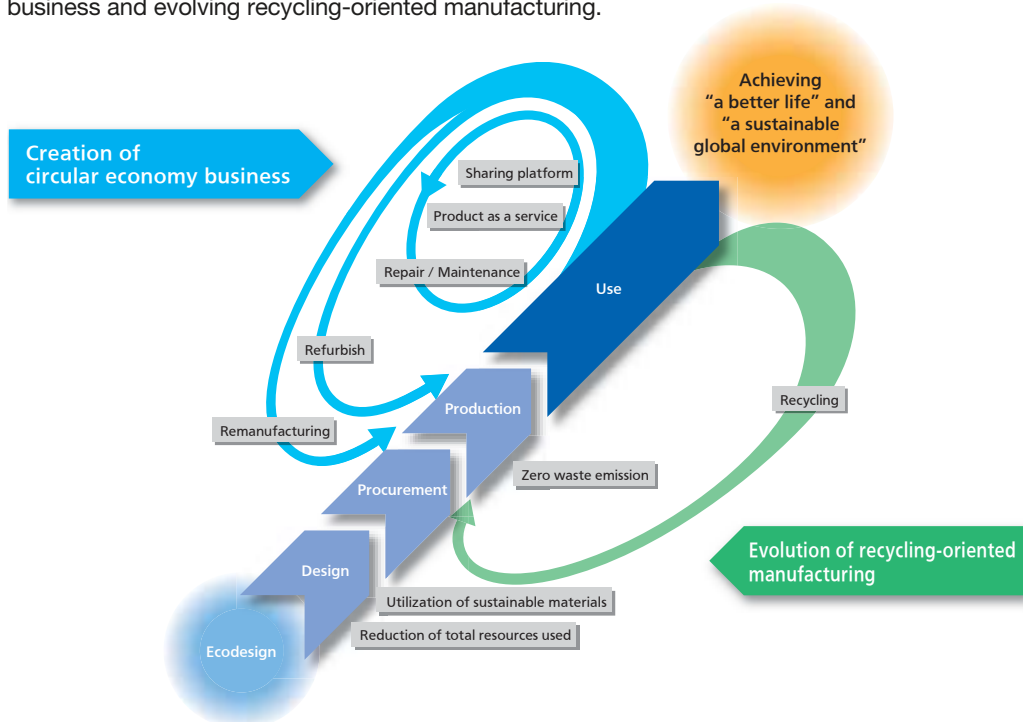 business and evolving recycling-oriented manufacturing.
Achieving
“a better life” and
“a sustainable
global environment”
Creation of
circular economy business
Sharing platform
Product as a service
Repair / Maintenance
Use
Refurbish
Production
Recycling
Remanufacturing
Zero waste emission
Procurement
Evolution of recycling-oriented
manufacturing
Design
Utilization of sustainable materials
Reduction of total resources used
Ecodesign